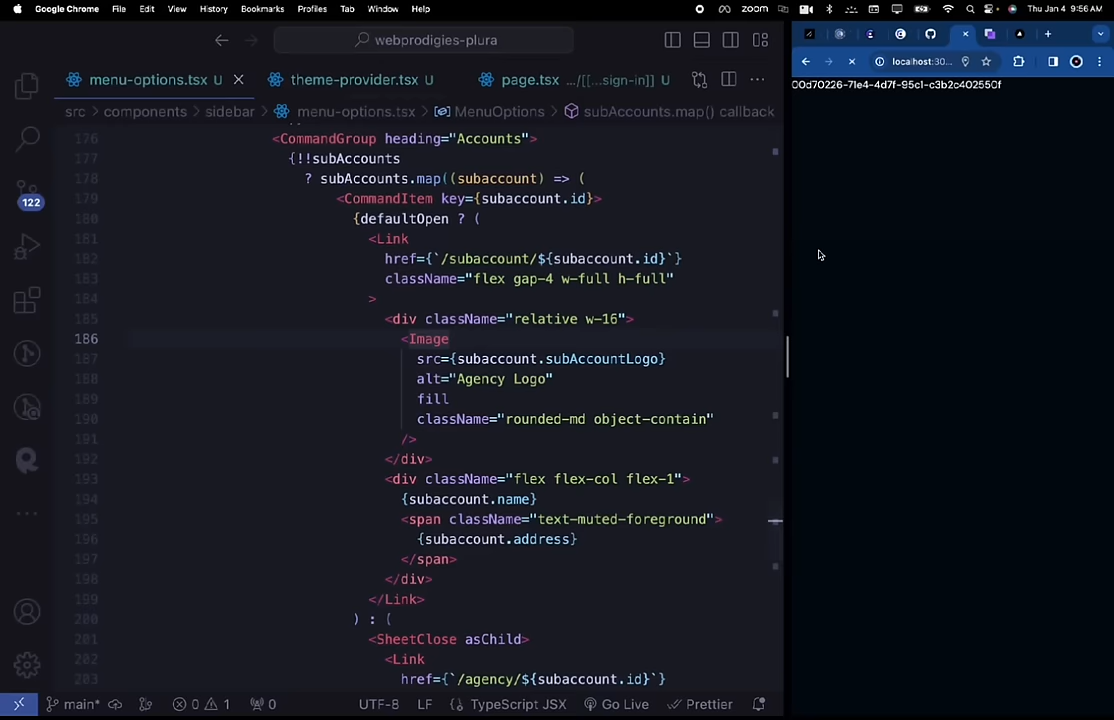 Google Chrome File Edit View History Bookmarks Profiles Tab Window Help zoom Thu Jan 4 9:56 AM
webprodigies-plura
menu-options.tsx U theme-provider.tsx U page.tsx .../[[...sign-in]] U
localhost:30...
src > components > sidebar > menu-options.tsx > MenuOptions > subAccounts.map() callback
00d70226-71e4-4d7f-95c1-c3b2c402550f
176 <CommandGroup heading="Accounts">
177 {!!subAccounts
178 ? subAccounts.map((subaccount) => (
179 <CommandItem key={subaccount.id}>
180 {defaultOpen ? (
181 <Link
182 href={`/subaccount/${subaccount.id}`}
183 className="flex gap-4 w-full h-full"
184 >
185 <div className="relative w-16">
186 <Image
187 src={subaccount.subAccountLogo}
188 alt="Agency Logo"
189 fill
190 className="rounded-md object-contain"
191 />
192 </div>
193 <div className="flex flex-col flex-1">
194 {subaccount.name}
195 <span className="text-muted-foreground">
196 {subaccount.address}
197 </span>
198 </div>
199 </Link>
200 ) : (
201 <SheetClose asChild>
202 <Link
203 href={`/agency/${subaccount.id}`}
122
main* 0 1 0 UTF-8 LF TypeScript JSX Go Live Prettier